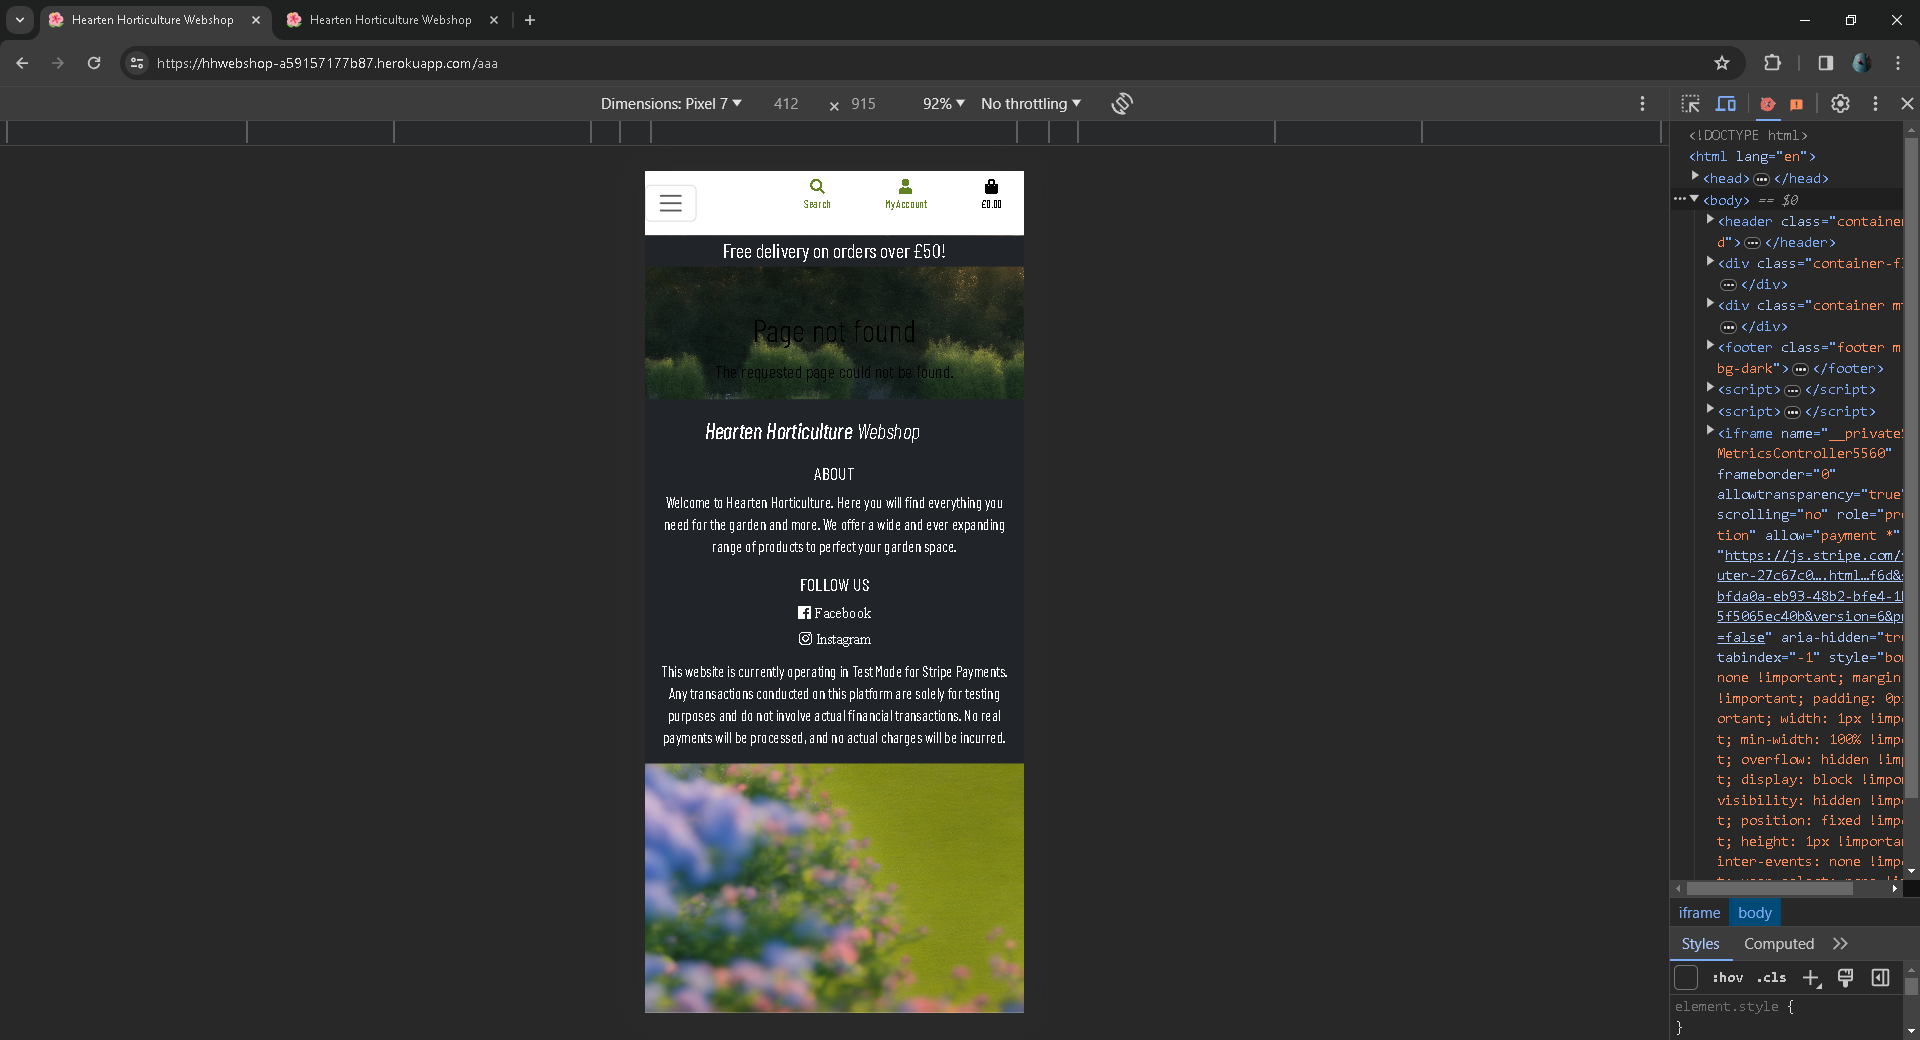 Hearten Horticulture Webshop
Hearten Horticulture Webshop
https://hhwebshop-a59157177b87.herokuapp.com/aaa
Dimensions: Pixel 7 ▼ 412 × 915 92% ▼ No throttling ▼
Search
My Account
£0.00
Free delivery on orders over £50!
Page not found
The requested page could not be found.
Hearten Horticulture Webshop
ABOUT
Welcome to Hearten Horticulture. Here you will find everything you
need for the garden and more. We offer a wide and ever expanding
range of products to perfect your garden space.
FOLLOW US
Facebook
Instagram
This website is currently operating in Test Mode for Stripe Payments.
Any transactions conducted on this platform are solely for testing
purposes and do not involve actual financial transactions. No real
payments will be processed, and no actual charges will be incurred.
<!DOCTYPE html>
<html lang="en">
<head> ••• </head>
••• <body> == $0
<header class="containe
d"> ••• </header>
<div class="container-f
••• </div>
<div class="container m
••• </div>
<footer class="footer m
bg-dark"> ••• </footer>
<script> ••• </script>
<script> ••• </script>
<iframe name="__private
MetricsController5560"
frameborder="0"
allowtransparency="true"
scrolling="no" role="pr
tion" allow="payment *"
"https://js.stripe.com/
uter-27c67c0….html…f6d&
bfda0a-eb93-48b2-bfe4-1
5f5065ec40b&version=6&p
=false" aria-hidden="tr
tabindex="-1" style="bo
none !important; margin
!important; padding: 0p
ortant; width: 1px !imp
t; min-width: 100% !imp
t; overflow: hidden !im
t; display: block !impo
visibility: hidden !imp
t; position: fixed !imp
t; height: 1px !importa
inter-events: none !imp
iframe body
Styles Computed
:hov .cls
element.style {
}